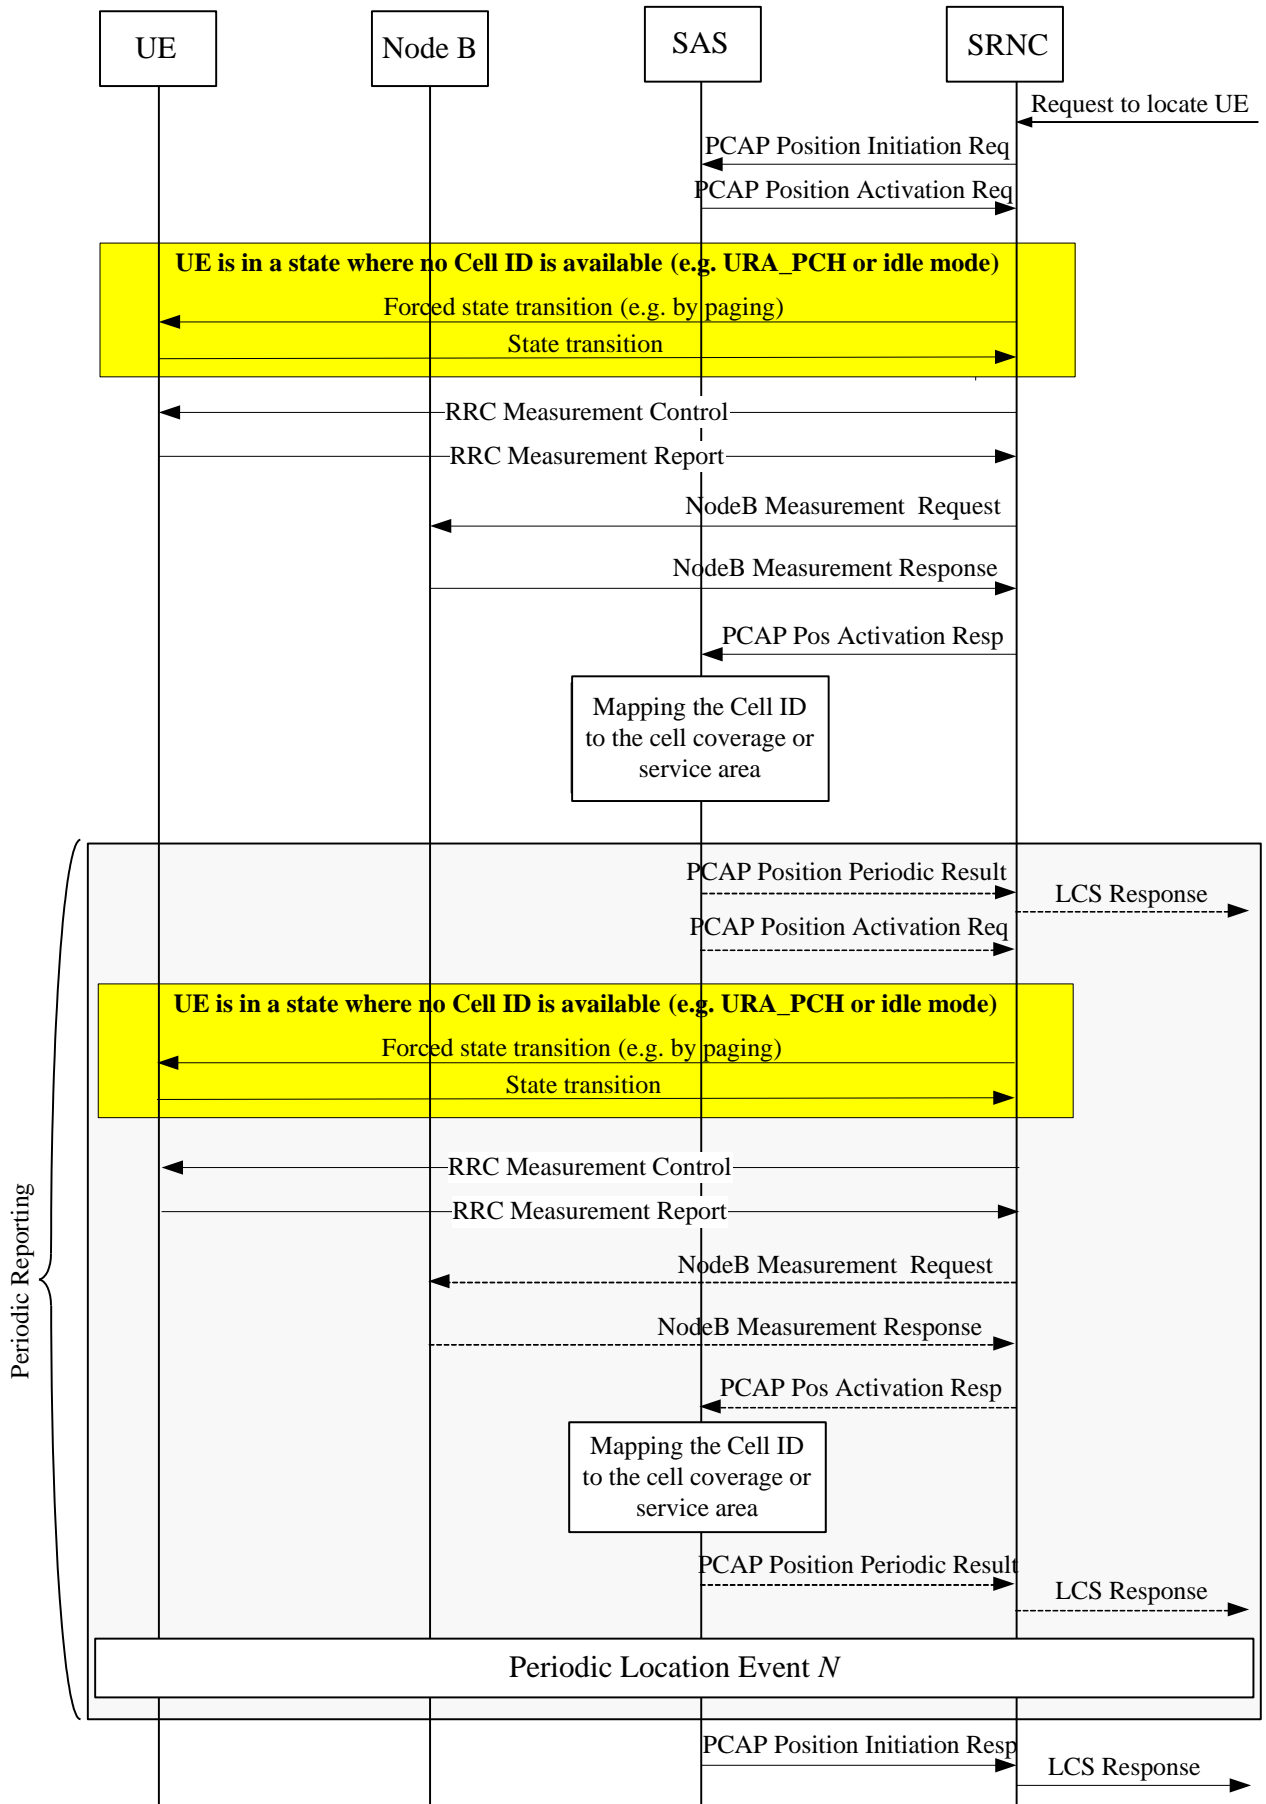 UE
Node B
SAS
SRNC
Request to locate UE
PCAP Position Initiation Req
PCAP Position Activation Req
UE is in a state where no Cell ID is available (e.g. URA_PCH or idle mode)
Forced state transition (e.g. by paging)
State transition
RRC Measurement Control
RRC Measurement Report
NodeB Measurement Request
NodeB Measurement Response
PCAP Pos Activation Resp
Mapping the Cell ID
to the cell coverage or
service area
Periodic Reporting
PCAP Position Periodic Result
LCS Response
PCAP Position Activation Req
UE is in a state where no Cell ID is available (e.g. URA_PCH or idle mode)
Forced state transition (e.g. by paging)
State transition
RRC Measurement Control
RRC Measurement Report
NodeB Measurement Request
NodeB Measurement Response
PCAP Pos Activation Resp
Mapping the Cell ID
to the cell coverage or
service area
PCAP Position Periodic Result
LCS Response
Periodic Location Event N
PCAP Position Initiation Resp
LCS Response